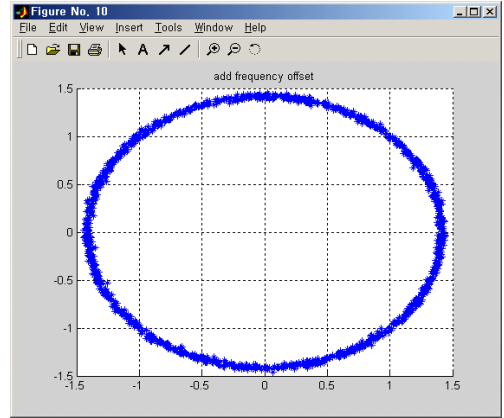 Figure No. 10
File Edit View Insert Tools Window Help
A
add frequency offset
1.5
1
0.5
0
-0.5
-1
-1.5
-1.5 -1 -0.5 0 0.5 1 1.5